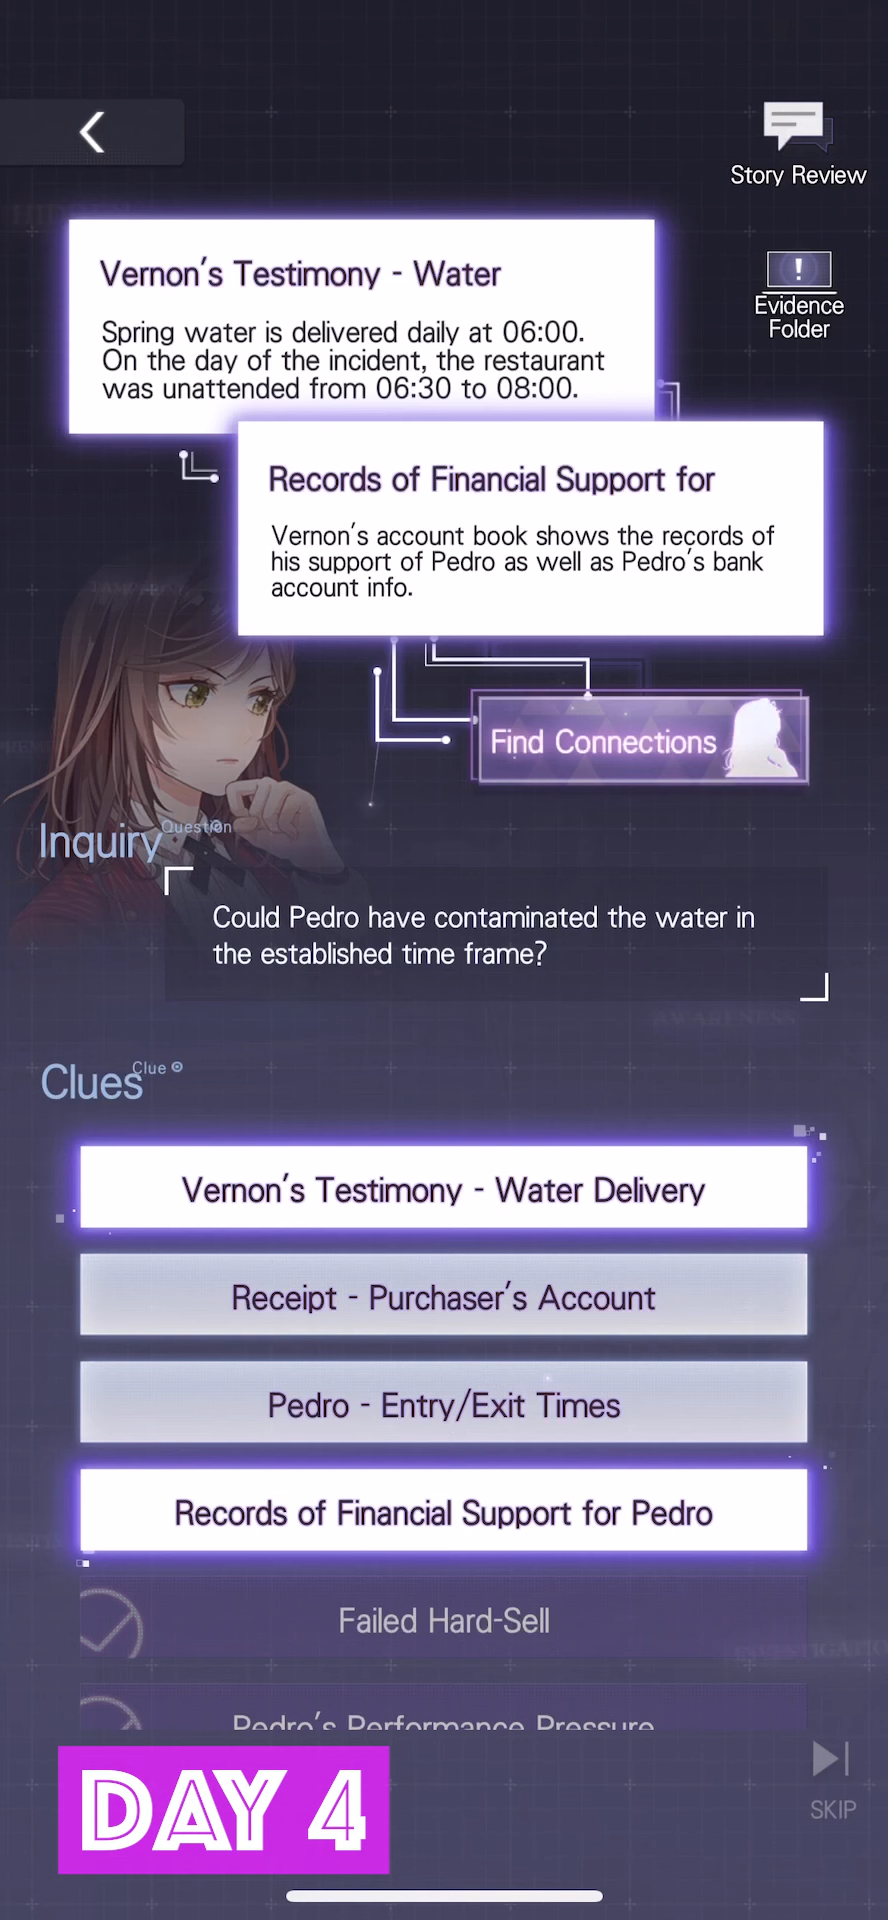 Story Review
Vernon's Testimony - Water
Spring water is delivered daily at 06:00.
On the day of the incident, the restaurant
was unattended from 06:30 to 08:00.
!
Evidence
Folder
Records of Financial Support for
Vernon's account book shows the records of
his support of Pedro as well as Pedro's bank
account info.
Find Connections
Inquiry
Question
Could Pedro have contaminated the water in
the established time frame?
AWARENESS
Clues
Clue
Vernon's Testimony - Water Delivery
Receipt - Purchaser's Account
Pedro - Entry/Exit Times
Records of Financial Support for Pedro
Failed Hard-Sell
Pedro's Performance Pressure
DAY 4
SKIP